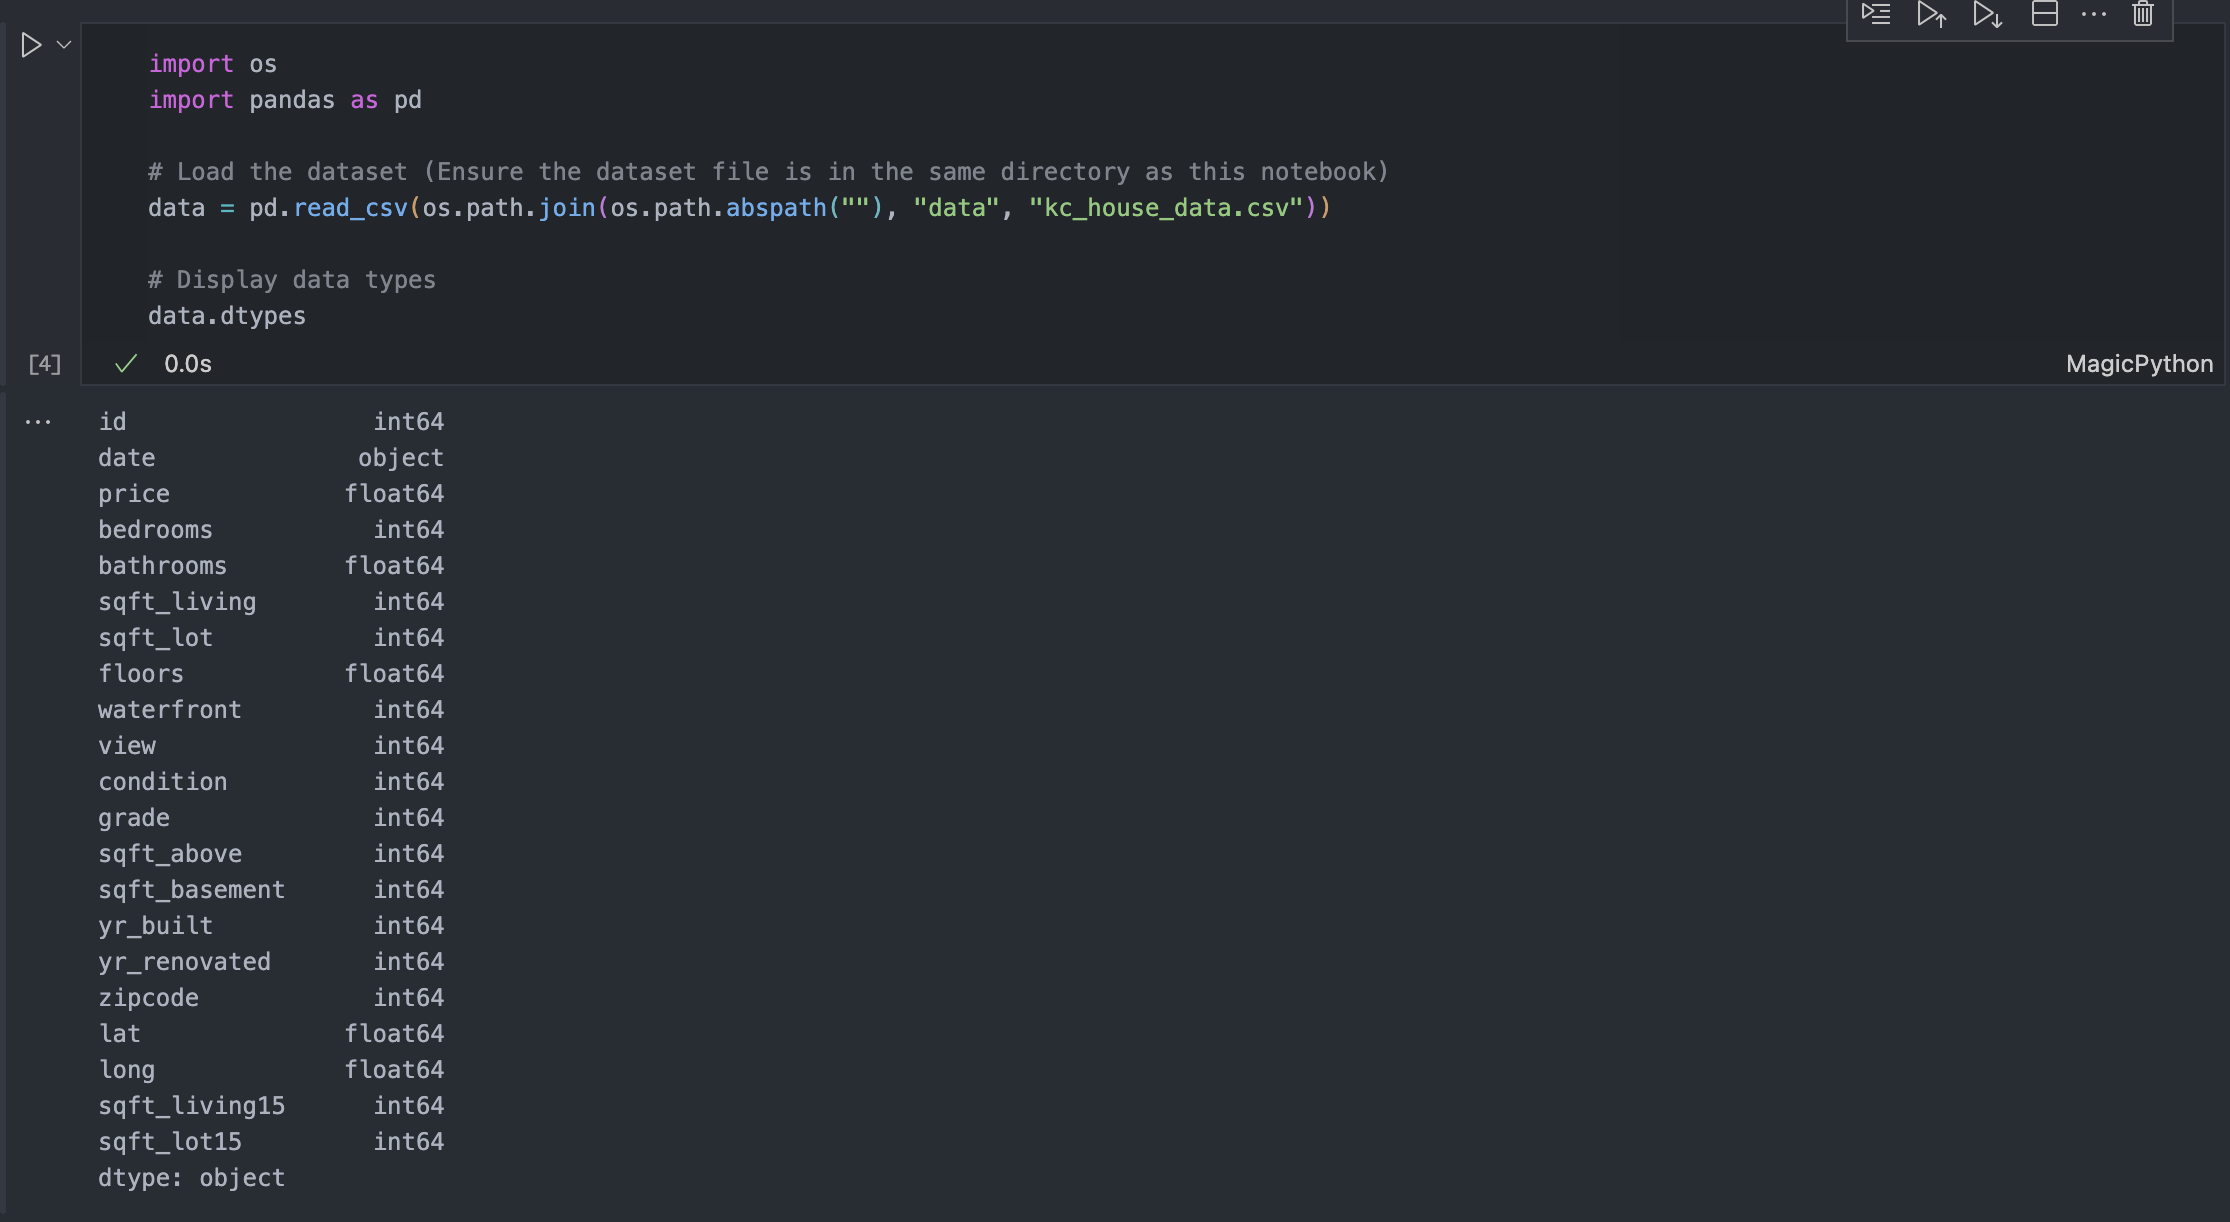 import os
import pandas as pd
# Load the dataset (Ensure the dataset file is in the same directory as this notebook)
data = pd.read_csv(os.path.join(os.path.abspath(""), "data", "kc_house_data.csv"))
# Display data types
data.dtypes
[4] 0.0s MagicPython
id int64
date object
price float64
bedrooms int64
bathrooms float64
sqft_living int64
sqft_lot int64
floors float64
waterfront int64
view int64
condition int64
grade int64
sqft_above int64
sqft_basement int64
yr_built int64
yr_renovated int64
zipcode int64
lat float64
long float64
sqft_living15 int64
sqft_lot15 int64
dtype: object